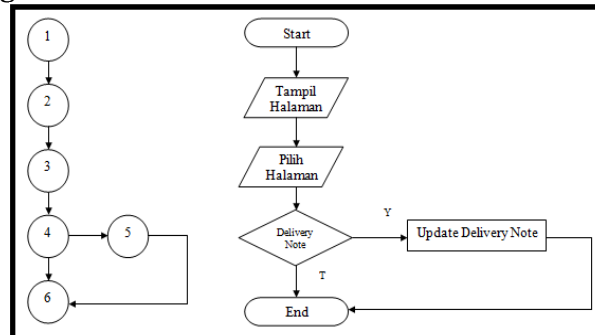 1
2
3
4
5
6
Start
Tampil
Halaman
Pilih
Halaman
Delivery
Note
Y
Update Delivery Note
T
End